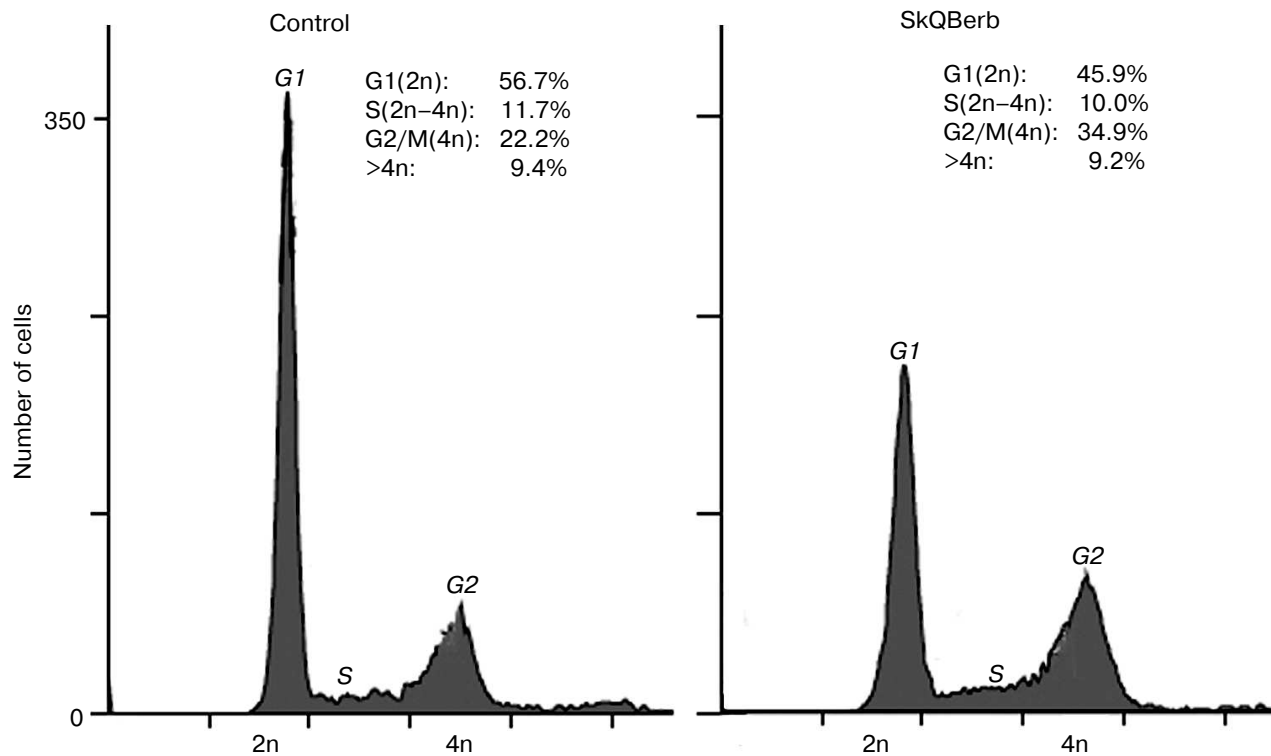 Control
G1
G1(2n): 56.7%
S(2n–4n): 11.7%
G2/M(4n): 22.2%
>4n: 9.4%
350
Number of cells
S
G2
0
2n
4n
SkQBerb
G1(2n): 45.9%
S(2n–4n): 10.0%
G2/M(4n): 34.9%
>4n: 9.2%
G1
S
G2
2n
4n